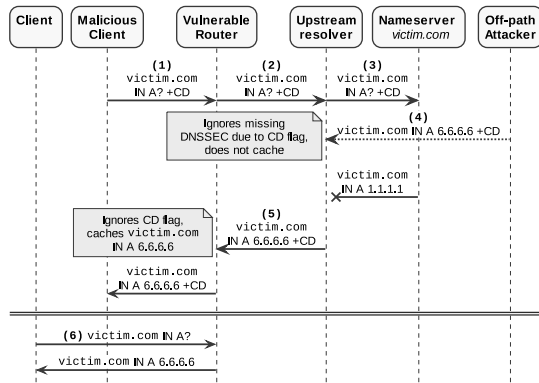 Client
Malicious
Client
Vulnerable
Router
Upstream
resolver
Nameserver
victim.com
Off-path
Attacker
(1)
victim.com
IN A? +CD
(2)
victim.com
IN A? +CD
(3)
victim.com
IN A? +CD
Ignores missing
DNSSEC due to CD flag,
does not cache
(4)
victim.com IN A 6.6.6.6 +CD
victim.com
IN A 1.1.1.1
Ignores CD flag,
caches victim.com
IN A 6.6.6.6
(5)
victim.com
IN A 6.6.6.6 +CD
victim.com
IN A 6.6.6.6 +CD
(6) victim.com IN A?
victim.com IN A 6.6.6.6